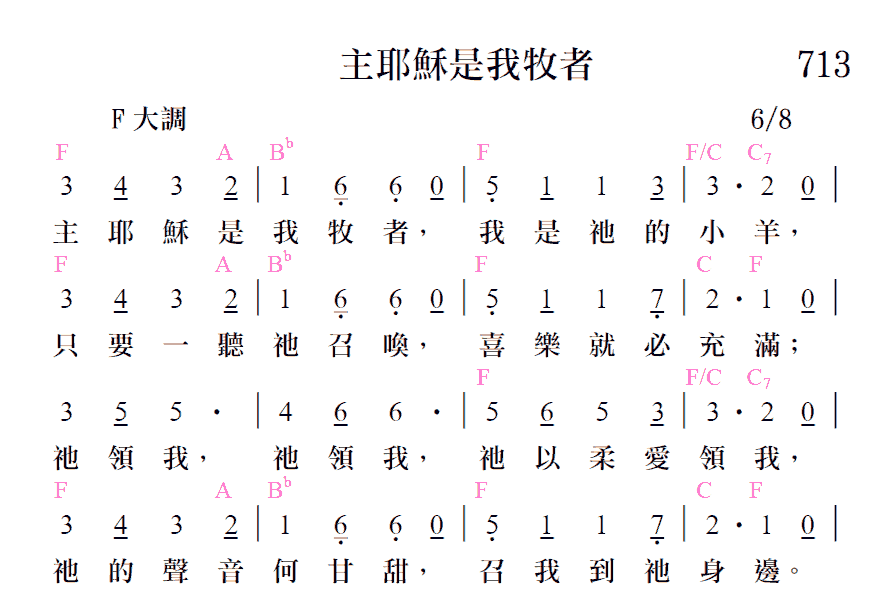 主耶穌是我牧者 713
F 大調 6/8
F A B♭ F F/C C₇
3 4̲ 3 2̲ | 1 6̲̣ 6̣ 0̲ | 5̣̲ 1̲ 1 3̲ | 3 · 2 0̲ |
主耶穌是我牧者，我是祂的小羊，
F A B♭ F C F
3 4̲ 3 2̲ | 1 6̲̣ 6̣ 0̲ | 5̣̲ 1̲ 1 7̲̣ | 2 · 1 0̲ |
只要一聽祂召喚，喜樂就必充滿；
F F/C C₇
3 5̲ 5 · | 4 6̲ 6 · | 5 6̲ 5 3̲ | 3 · 2 0̲ |
祂領我，祂領我，祂以柔愛領我，
F A B♭ F C F
3 4̲ 3 2̲ | 1 6̲̣ 6̣ 0̲ | 5̣̲ 1̲ 1 7̲̣ | 2 · 1 0̲ |
祂的聲音何甘甜，召我到祂身邊。